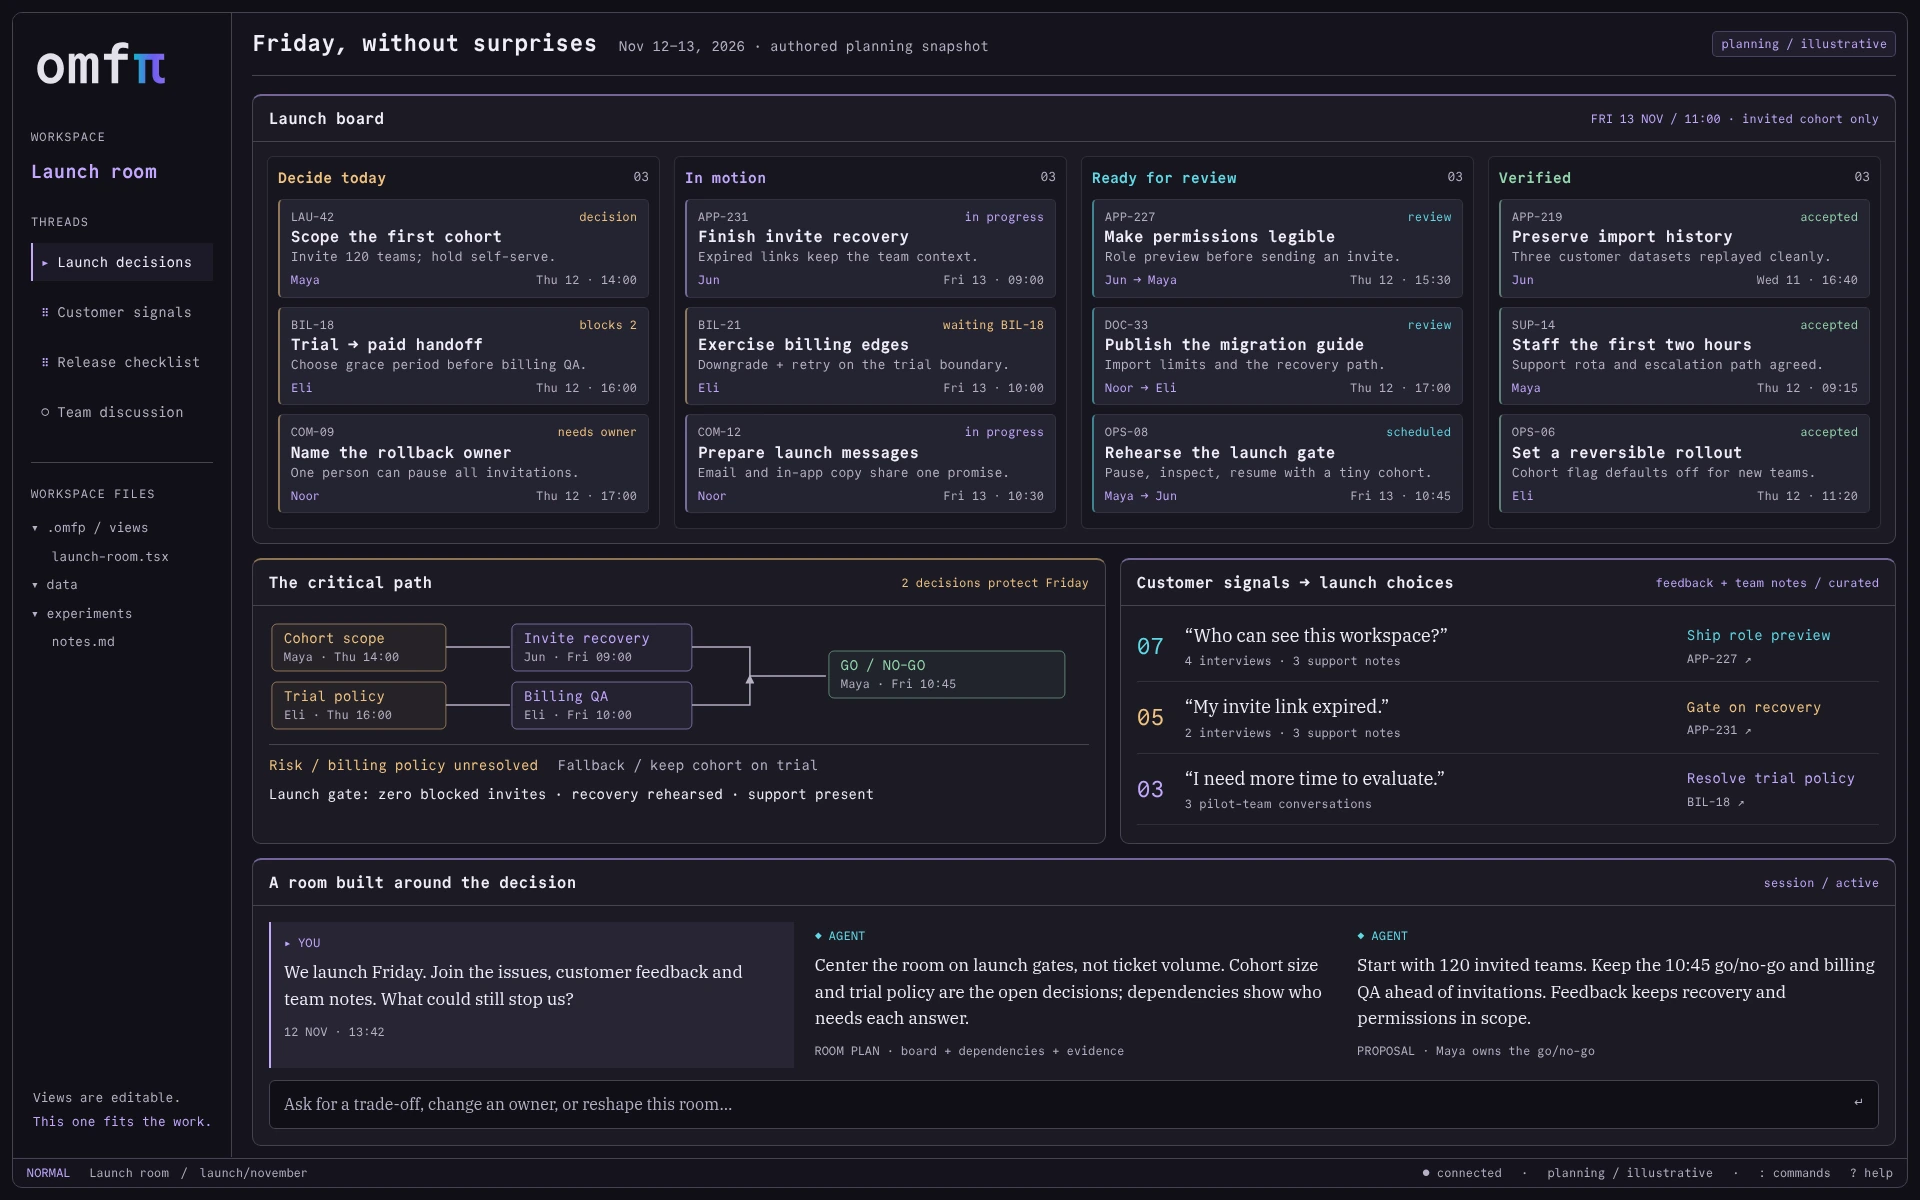 omfπ
WORKSPACE
Launch room
THREADS
▸ Launch decisions
⠿ Customer signals
⠿ Release checklist
○ Team discussion
WORKSPACE FILES
▾ .omfp / views
launch-room.tsx
▾ data
▾ experiments
notes.md
Views are editable.
This one fits the work.
Friday, without surprises Nov 12–13, 2026 · authored planning snapshot
planning / illustrative
Launch board
FRI 13 NOV / 11:00 · invited cohort only
Decide today 03
LAU-42 decision
Scope the first cohort
Invite 120 teams; hold self-serve.
Maya Thu 12 · 14:00
BIL-18 blocks 2
Trial → paid handoff
Choose grace period before billing QA.
Eli Thu 12 · 16:00
COM-09 needs owner
Name the rollback owner
One person can pause all invitations.
Noor Thu 12 · 17:00
In motion 03
APP-231 in progress
Finish invite recovery
Expired links keep the team context.
Jun Fri 13 · 09:00
BIL-21 waiting BIL-18
Exercise billing edges
Downgrade + retry on the trial boundary.
Eli Fri 13 · 10:00
COM-12 in progress
Prepare launch messages
Email and in-app copy share one promise.
Noor Fri 13 · 10:30
Ready for review 03
APP-227 review
Make permissions legible
Role preview before sending an invite.
Jun → Maya Thu 12 · 15:30
DOC-33 review
Publish the migration guide
Import limits and the recovery path.
Noor → Eli Thu 12 · 17:00
OPS-08 scheduled
Rehearse the launch gate
Pause, inspect, resume with a tiny cohort.
Maya → Jun Fri 13 · 10:45
Verified 03
APP-219 accepted
Preserve import history
Three customer datasets replayed cleanly.
Jun Wed 11 · 16:40
SUP-14 accepted
Staff the first two hours
Support rota and escalation path agreed.
Maya Thu 12 · 09:15
OPS-06 accepted
Set a reversible rollout
Cohort flag defaults off for new teams.
Eli Thu 12 · 11:20
The critical path
2 decisions protect Friday
Cohort scope
Maya · Thu 14:00
Invite recovery
Jun · Fri 09:00
Trial policy
Eli · Thu 16:00
Billing QA
Eli · Fri 10:00
GO / NO-GO
Maya · Fri 10:45
Risk / billing policy unresolved Fallback / keep cohort on trial
Launch gate: zero blocked invites · recovery rehearsed · support present
Customer signals → launch choices
feedback + team notes / curated
07 “Who can see this workspace?” Ship role preview
4 interviews · 3 support notes APP-227 ↗
05 “My invite link expired.” Gate on recovery
2 interviews · 3 support notes APP-231 ↗
03 “I need more time to evaluate.” Resolve trial policy
3 pilot-team conversations BIL-18 ↗
A room built around the decision
session / active
▸ YOU
We launch Friday. Join the issues, customer feedback and
team notes. What could still stop us?
12 NOV · 13:42
◆ AGENT
Center the room on launch gates, not ticket volume. Cohort size
and trial policy are the open decisions; dependencies show who
needs each answer.
ROOM PLAN · board + dependencies + evidence
◆ AGENT
Start with 120 invited teams. Keep the 10:45 go/no-go and billing
QA ahead of invitations. Feedback keeps recovery and
permissions in scope.
PROPOSAL · Maya owns the go/no-go
Ask for a trade-off, change an owner, or reshape this room… ↵
NORMAL Launch room / launch/november
● connected · planning / illustrative · : commands ? help